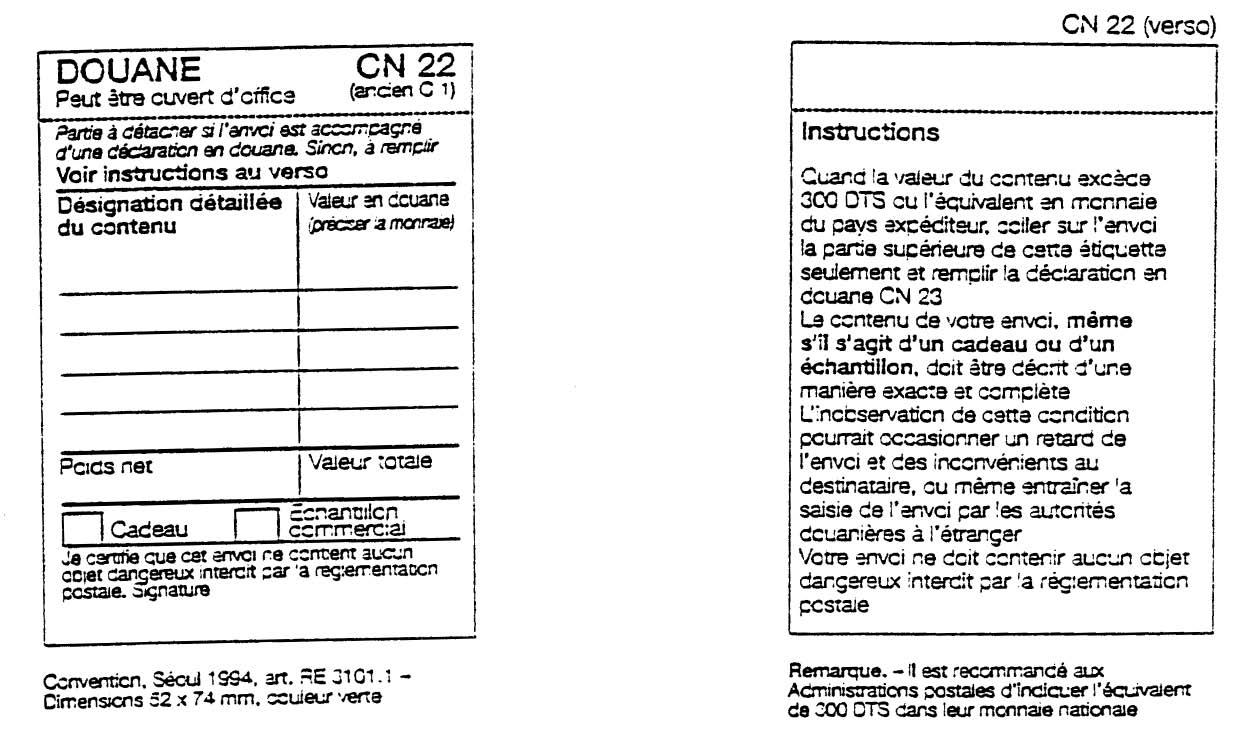 CN 22 (verso)
DOUANE CN 22
Peut être ouvert d'office (ancien C 1)
Partie à détacher si l'envoi est accompagné
d'une déclaration en douane. Sinon, à remplir
Voir instructions au verso
Désignation détaillée
du contenu
Valeur en douane
(préciser la monnaie)
Poids net
Valeur totale
Cadeau
Échantillon
commercial
Je certifie que cet envoi ne contient aucun
objet dangereux interdit par la réglementation
postale. Signature
Convention, Séoul 1994, art. RE 3101.1 –
Dimensions 52 x 74 mm, couleur verte
Instructions
Quand la valeur du contenu excède
300 DTS ou l'équivalent en monnaie
du pays expéditeur, coller sur l'envoi
la partie supérieure de cette étiquette
seulement et remplir la déclaration en
douane CN 23
Le contenu de votre envoi, même
s'il s'agit d'un cadeau ou d'un
échantillon, doit être décrit d'une
manière exacte et complète
L'inobservation de cette condition
pourrait occasionner un retard de
l'envoi et des inconvénients au
destinataire, ou même entraîner la
saisie de l'envoi par les autorités
douanières à l'étranger
Votre envoi ne doit contenir aucun objet
dangereux interdit par la réglementation
postale
Remarque. – Il est recommandé aux
Administrations postales d'indiquer l'équivalent
de 300 DTS dans leur monnaie nationale